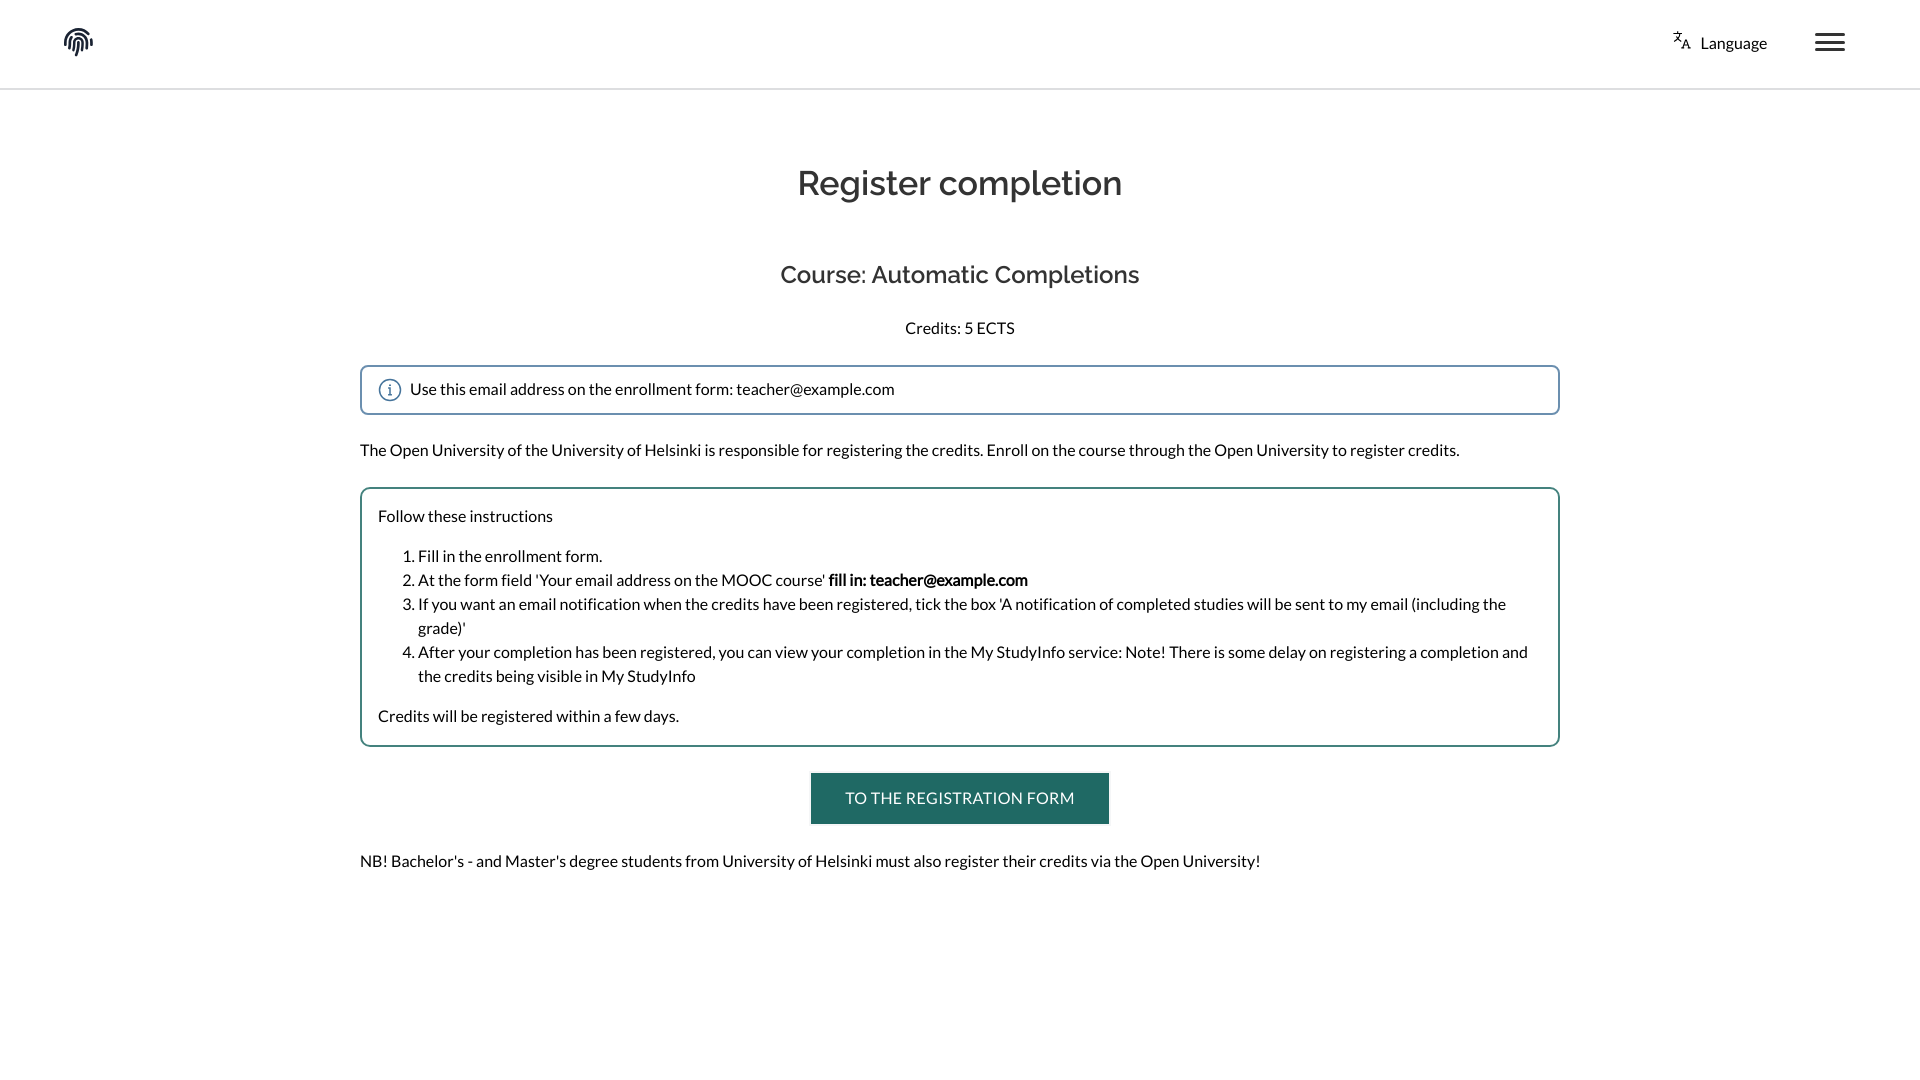 Language
Register completion
Course: Automatic Completions
Credits: 5 ECTS
Use this email address on the enrollment form: teacher@example.com
The Open University of the University of Helsinki is responsible for registering the credits. Enroll on the course through the Open University to register credits.
Follow these instructions
1. Fill in the enrollment form.
2. At the form field 'Your email address on the MOOC course' fill in: teacher@example.com
3. If you want an email notification when the credits have been registered, tick the box 'A notification of completed studies will be sent to my email (including the
grade)'
4. After your completion has been registered, you can view your completion in the My StudyInfo service: Note! There is some delay on registering a completion and
the credits being visible in My StudyInfo
Credits will be registered within a few days.
TO THE REGISTRATION FORM
NB! Bachelor's - and Master's degree students from University of Helsinki must also register their credits via the Open University!